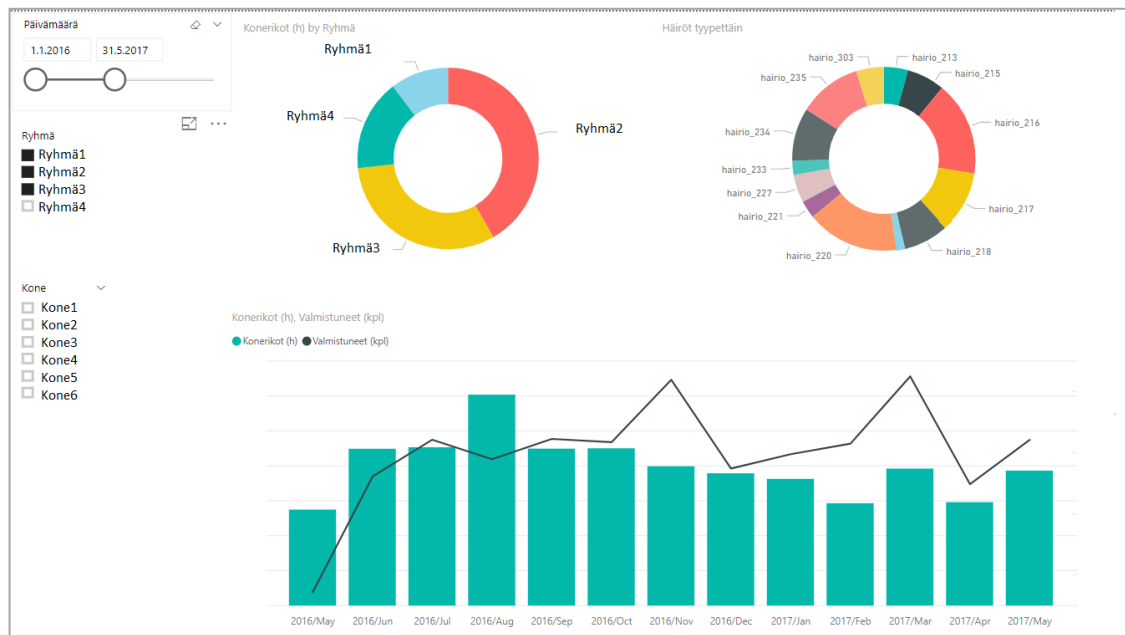 Päivämäärä
1.1.2016
31.5.2017
Ryhmä
Ryhmä1
Ryhmä2
Ryhmä3
Ryhmä4
Kone
Kone1
Kone2
Kone3
Kone4
Kone5
Kone6
Konerikot (h) by Ryhmä
Ryhmä1
Ryhmä4
Ryhmä2
Ryhmä3
Häiröt tyypettäin
hairio_303
hairio_213
hairio_235
hairio_215
hairio_216
hairio_234
hairio_233
hairio_227
hairio_217
hairio_221
hairio_220
hairio_218
Konerikot (h), Valmistuneet (kpl)
Konerikot (h) Valmistuneet (kpl)
2016/May 2016/Jun 2016/Jul 2016/Aug 2016/Sep 2016/Oct 2016/Nov 2016/Dec 2017/Jan 2017/Feb 2017/Mar 2017/Apr 2017/May